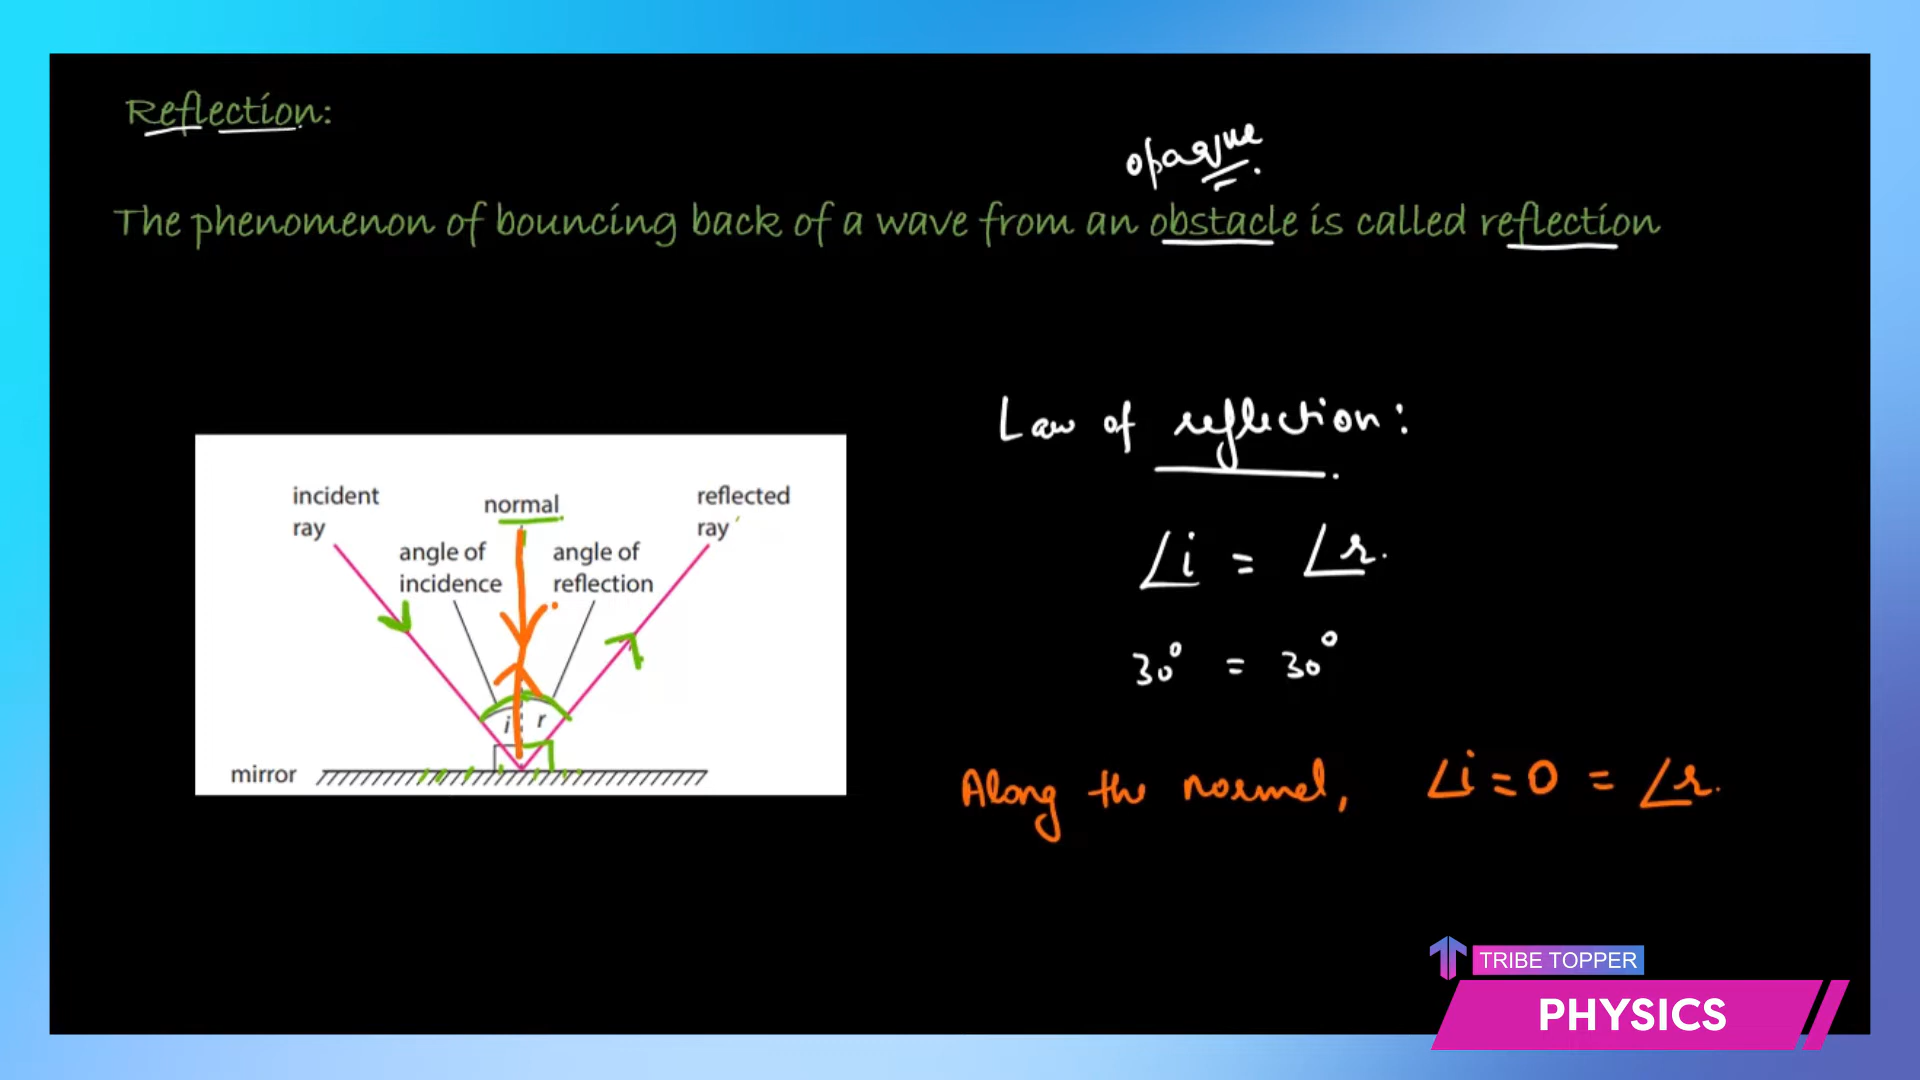 Reflection:
opaque
The phenomenon of bouncing back of a wave from an obstacle is called reflection
Law of reflection:
∠i = ∠r.
30° = 30°
Along the normal, ∠i = 0 = ∠r.
incident
ray
normal
reflected
ray
angle of
incidence
angle of
reflection
i
r
mirror
TRIBE TOPPER
PHYSICS